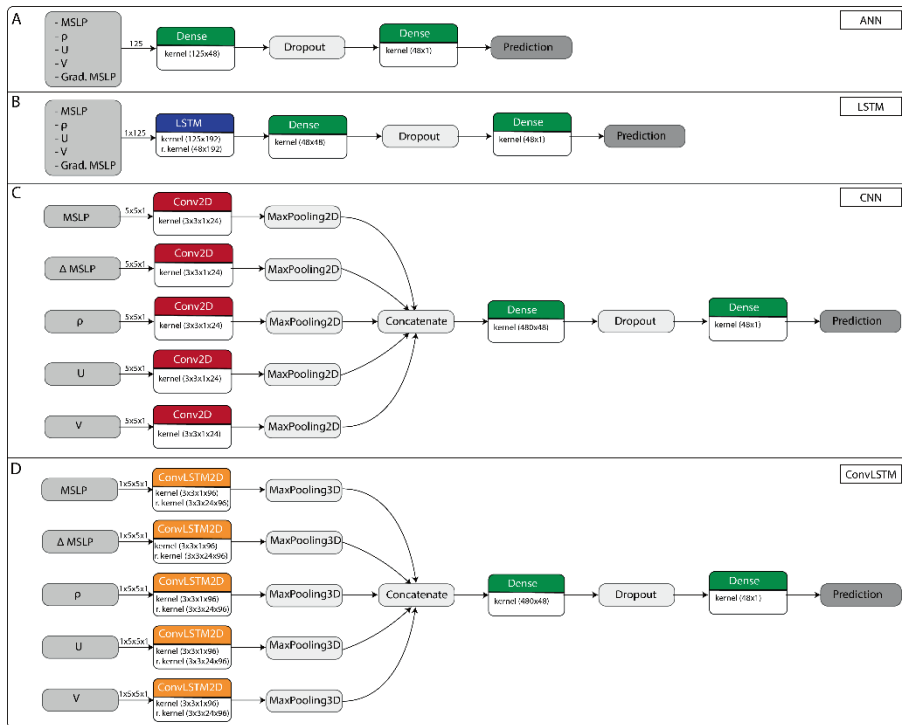 A
ANN
- MSLP
- ρ
- U
- V
- Grad. MSLP
125
Dense
kernel (125x48)
Dropout
Dense
kernel (48x1)
Prediction
B
LSTM
- MSLP
- ρ
- U
- V
- Grad. MSLP
1x125
LSTM
kernel (125x192)
r. kernel (48x192)
Dense
kernel (48x48)
Dropout
Dense
kernel (48x1)
Prediction
C
CNN
MSLP
5x5x1
Conv2D
kernel (3x3x1x24)
MaxPooling2D
Δ MSLP
5x5x1
Conv2D
kernel (3x3x1x24)
MaxPooling2D
ρ
5x5x1
Conv2D
kernel (3x3x1x24)
MaxPooling2D
Concatenate
Dense
kernel (480x48)
Dropout
Dense
kernel (48x1)
Prediction
U
5x5x1
Conv2D
kernel (3x3x1x24)
MaxPooling2D
V
5x5x1
Conv2D
kernel (3x3x1x24)
MaxPooling2D
D
ConvLSTM
MSLP
1x5x5x1
ConvLSTM2D
kernel (3x3x1x96)
r. kernel (3x3x24x96)
MaxPooling3D
Δ MSLP
1x5x5x1
ConvLSTM2D
kernel (3x3x1x96)
r. kernel (3x3x24x96)
MaxPooling3D
ρ
1x5x5x1
ConvLSTM2D
kernel (3x3x1x96)
r. kernel (3x3x24x96)
MaxPooling3D
Concatenate
Dense
kernel (480x48)
Dropout
Dense
kernel (48x1)
Prediction
U
1x5x5x1
ConvLSTM2D
kernel (3x3x1x96)
r. kernel (3x3x24x96)
MaxPooling3D
V
1x5x5x1
ConvLSTM2D
kernel (3x3x1x96)
r. kernel (3x3x24x96)
MaxPooling3D